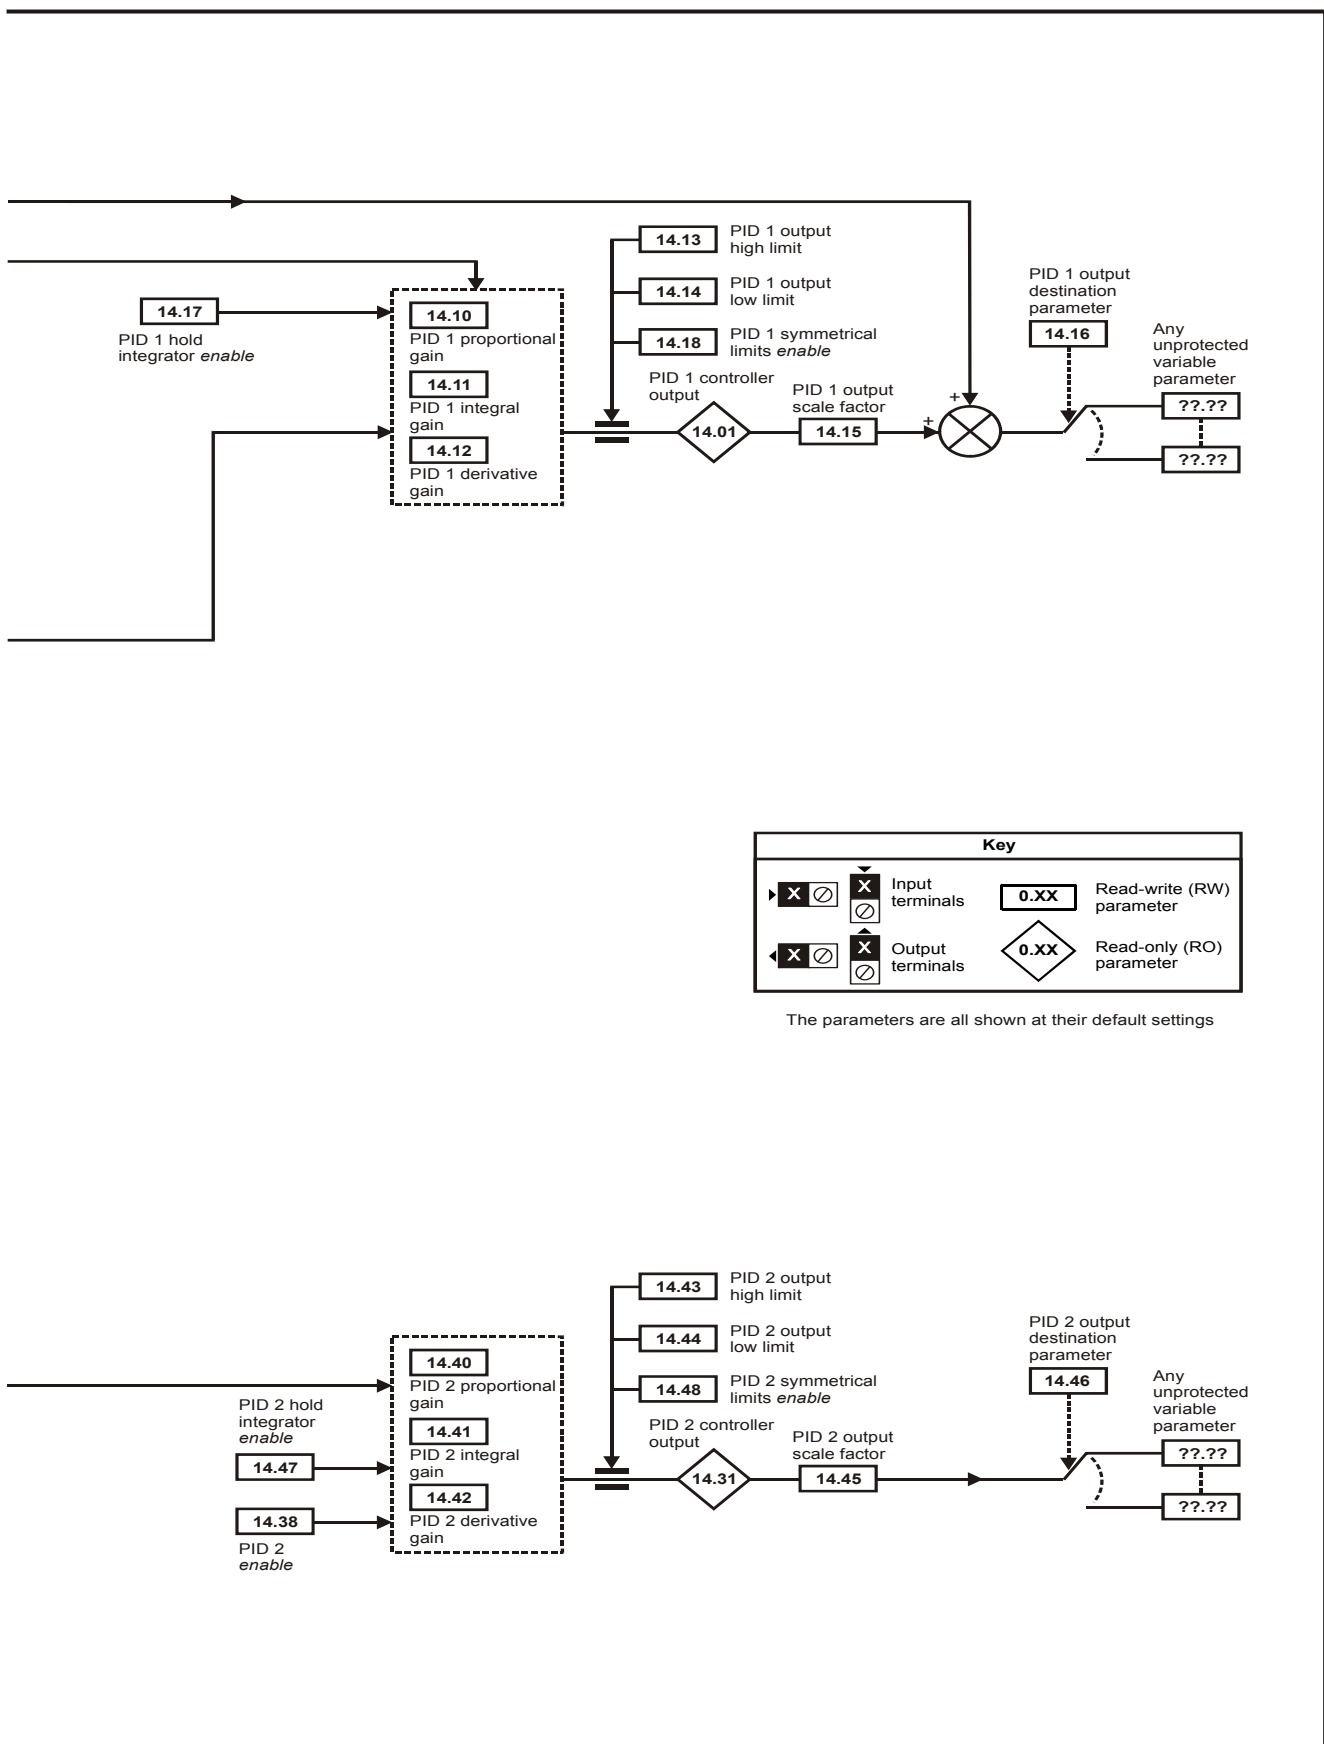 14.13
PID 1 output
high limit
14.14
PID 1 output
low limit
14.18
PID 1 symmetrical
limits enable
14.17
PID 1 hold
integrator enable
14.10
PID 1 proportional
gain
14.11
PID 1 integral
gain
14.12
PID 1 derivative
gain
PID 1 controller
output
14.01
PID 1 output
scale factor
14.15
+
+
PID 1 output
destination
parameter
14.16
Any
unprotected
variable
parameter
??.??
??.??
Key
X
X
Input
terminals
0.XX
Read-write (RW)
parameter
X
X
Output
terminals
0.XX
Read-only (RO)
parameter
The parameters are all shown at their default settings
14.43
PID 2 output
high limit
14.44
PID 2 output
low limit
14.48
PID 2 symmetrical
limits enable
14.40
PID 2 proportional
gain
14.41
PID 2 integral
gain
14.42
PID 2 derivative
gain
PID 2 hold
integrator
enable
14.47
14.38
PID 2
enable
PID 2 controller
output
14.31
PID 2 output
scale factor
14.45
PID 2 output
destination
parameter
14.46
Any
unprotected
variable
parameter
??.??
??.??